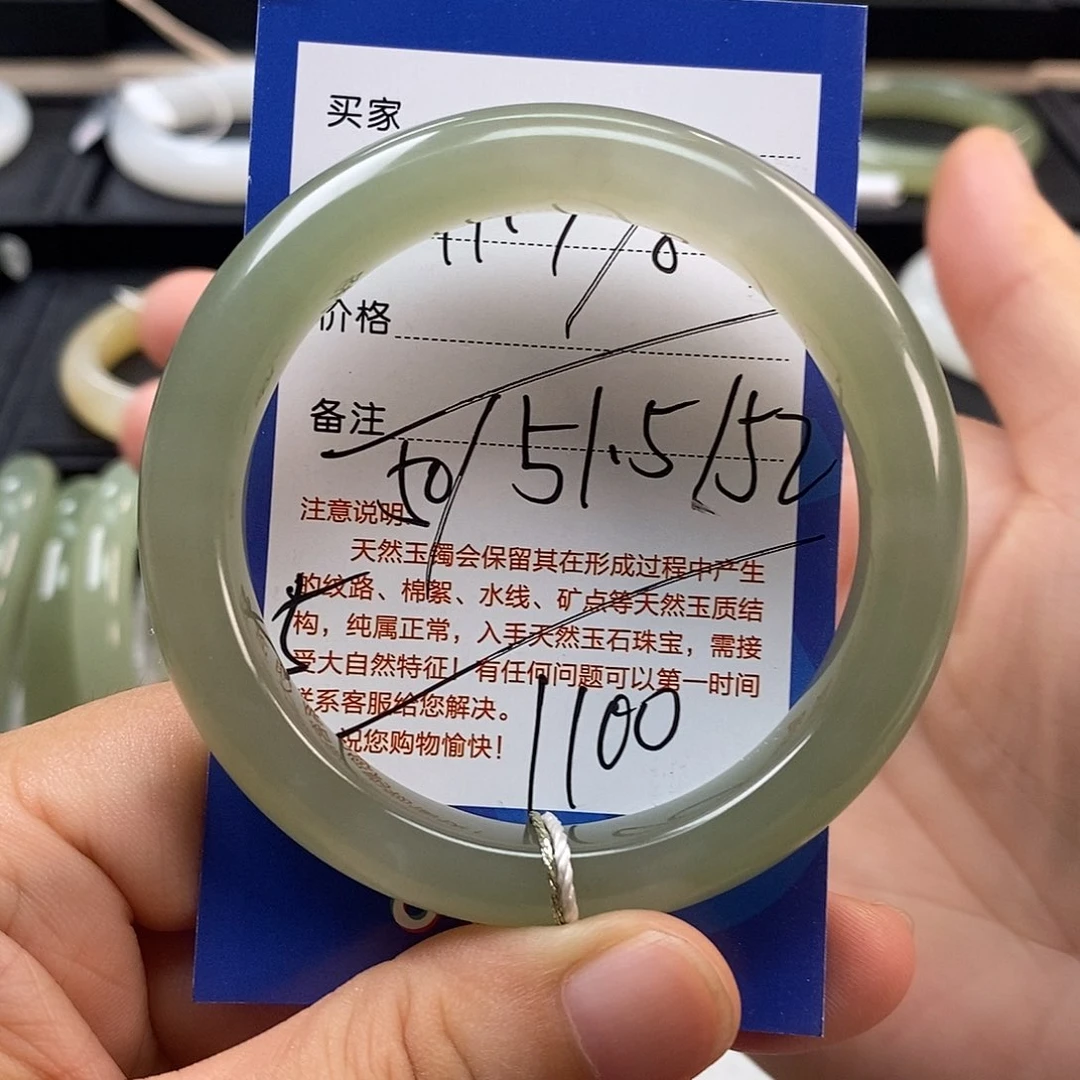 买家
价格
备注
50/51.5/52
注意说明
天然玉镯会保留其在形成过程中产生
的纹路、棉絮、水线、矿点等天然玉质结
构,纯属正常,入手天然玉石珠宝,需接
受大自然特征!有任何问题可以第一时间
联系客服给您解决。
祝您购物愉快!
1100